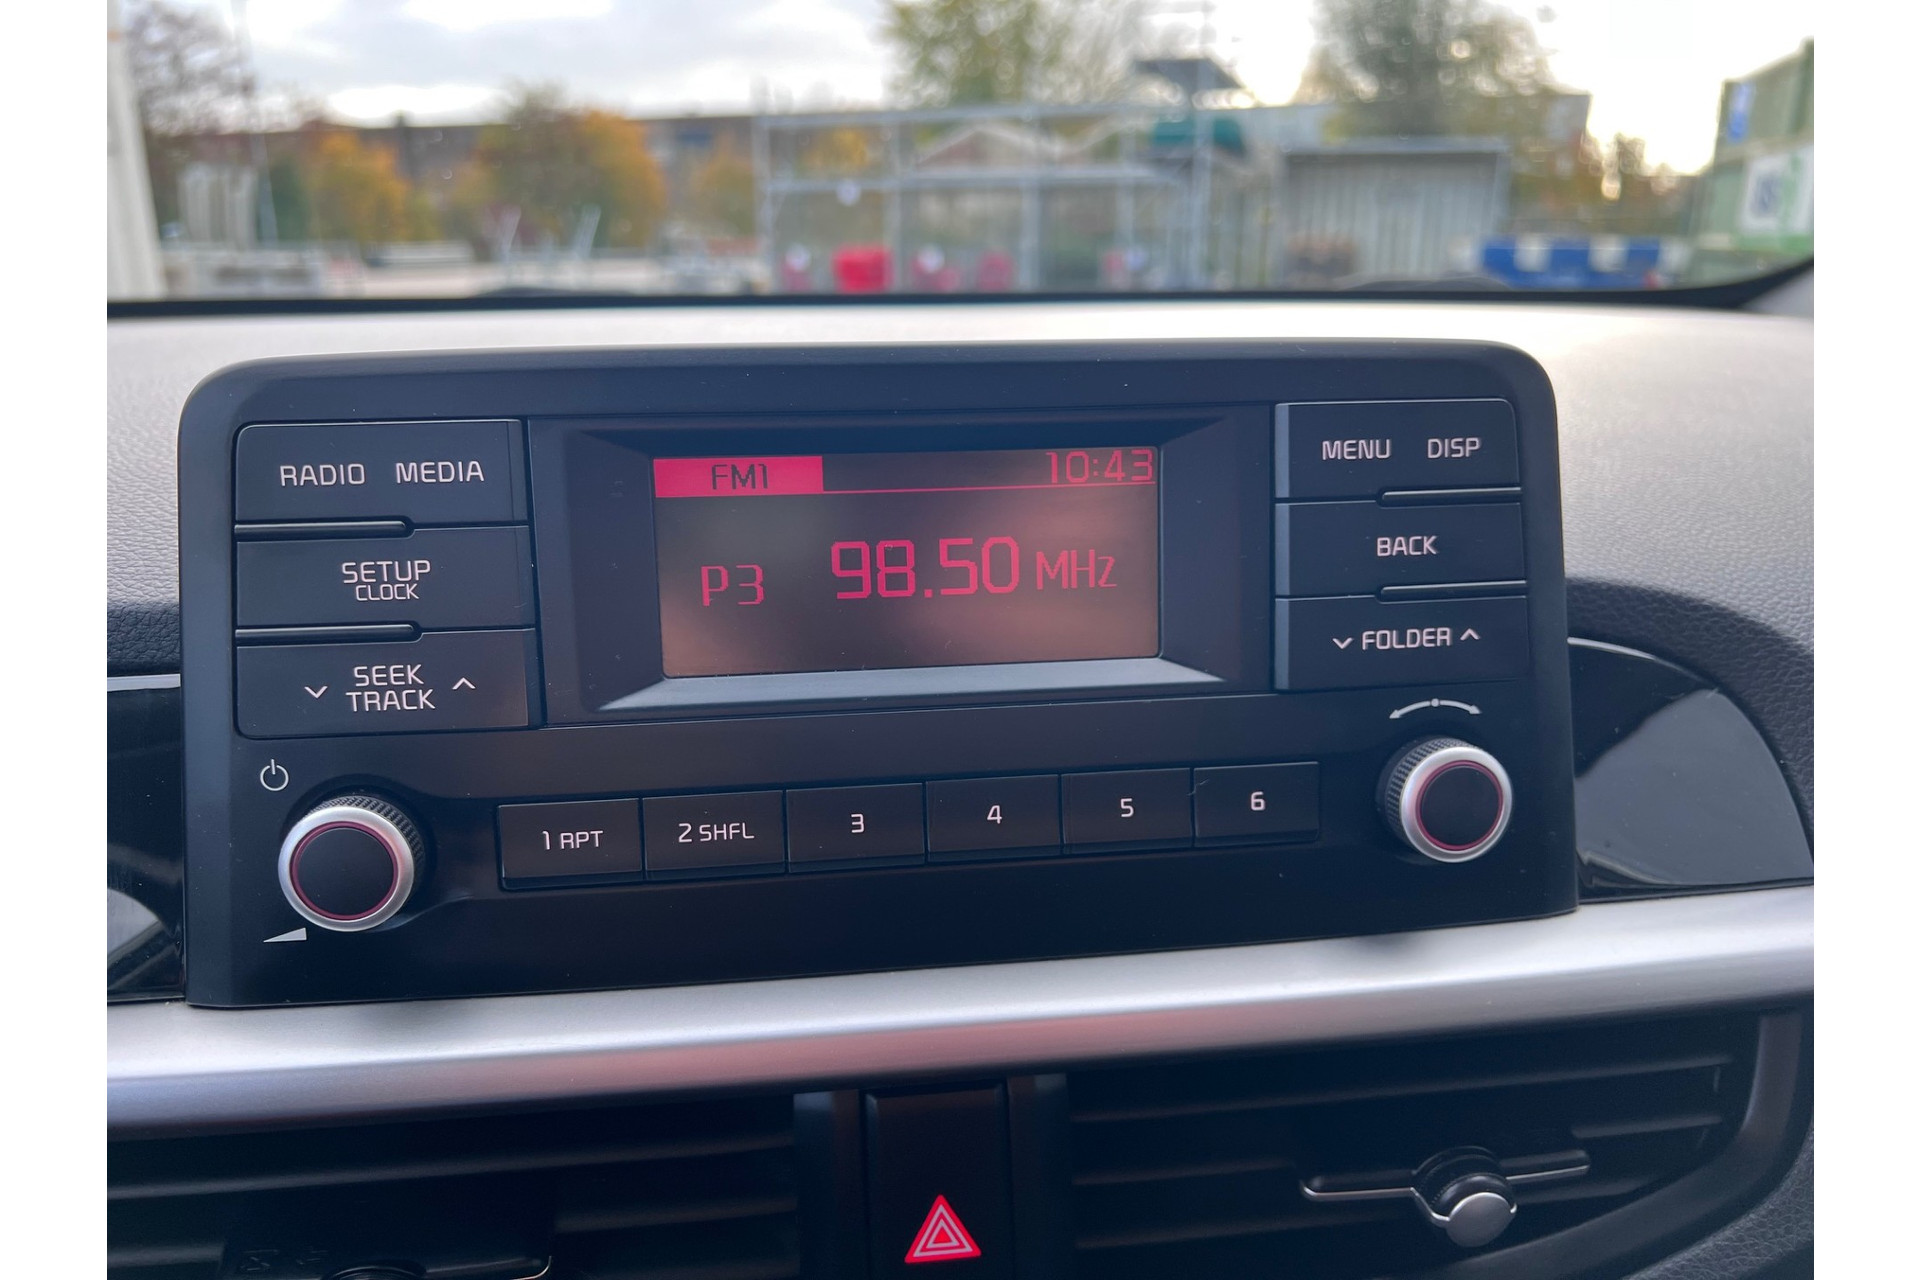 RADIO MEDIA
SETUP
CLOCK
SEEK
TRACK
FM1 10:43
P3 98.50 MHz
MENU DISP
BACK
FOLDER
1 RPT 2 SHFL 3 4 5 6